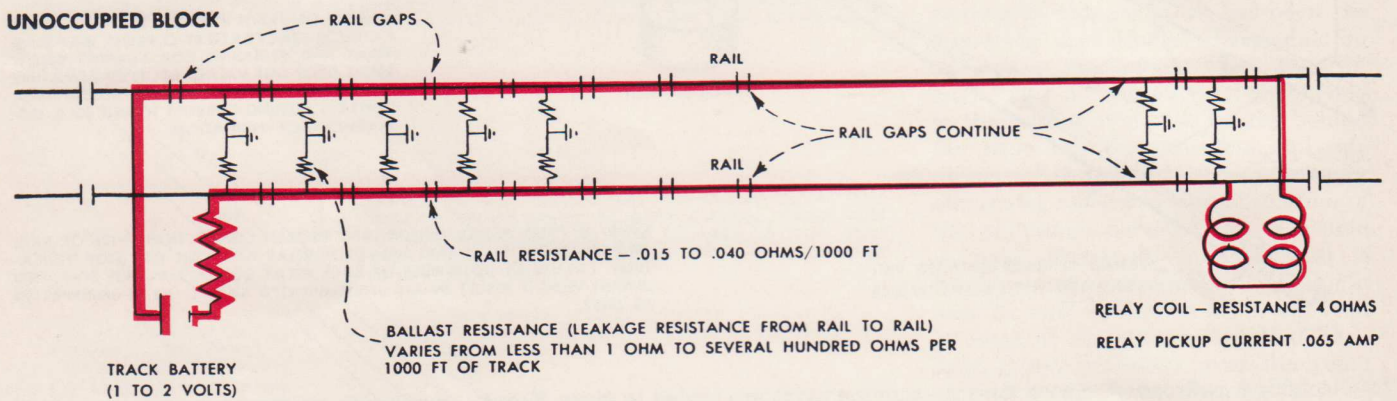 UNOCCUPIED BLOCK
RAIL GAPS
RAIL
RAIL GAPS CONTINUE
RAIL
RAIL RESISTANCE – .015 TO .040 OHMS/1000 FT
BALLAST RESISTANCE (LEAKAGE RESISTANCE FROM RAIL TO RAIL)
VARIES FROM LESS THAN 1 OHM TO SEVERAL HUNDRED OHMS PER
1000 FT OF TRACK
TRACK BATTERY
(1 TO 2 VOLTS)
RELAY COIL – RESISTANCE 4 OHMS
RELAY PICKUP CURRENT .065 AMP